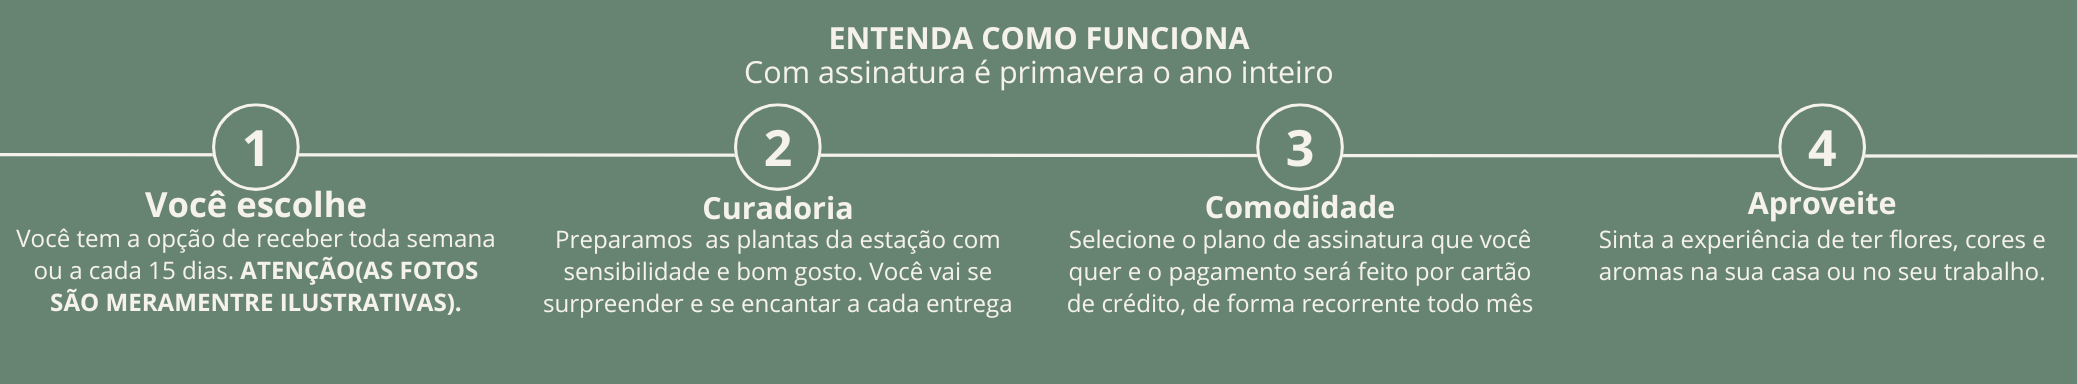 ENTENDA COMO FUNCIONA
Com assinatura é primavera o ano inteiro
1
Você escolhe
Você tem a opção de receber toda semana
ou a cada 15 dias. ATENÇÃO(AS FOTOS
SÃO MERAMENTRE ILUSTRATIVAS).
2
Curadoria
Preparamos  as plantas da estação com
sensibilidade e bom gosto. Você vai se
surpreender e se encantar a cada entrega
3
Comodidade
Selecione o plano de assinatura que você
quer e o pagamento será feito por cartão
de crédito, de forma recorrente todo mês
4
Aproveite
Sinta a experiência de ter flores, cores e
aromas na sua casa ou no seu trabalho.